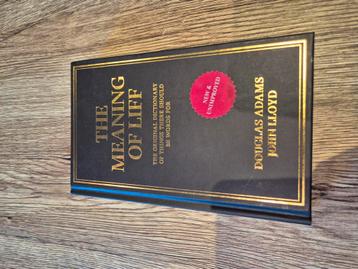 THE
MEANING
OF LIFF
THE ORIGINAL DICTIONARY
OF THINGS THERE SHOULD
BE WORDS FOR
NEW &
UNIMPROVED
DOUGLAS ADAMS
JOHN LLOYD